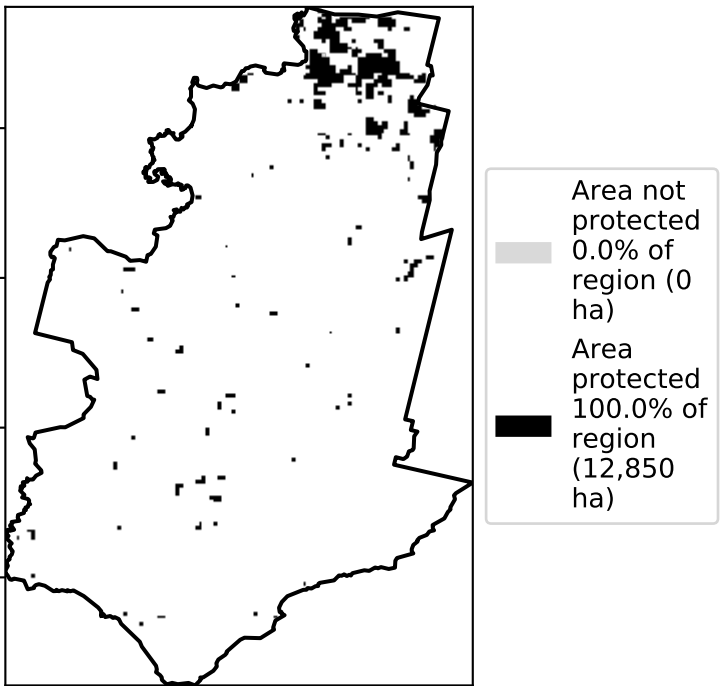 Area not
protected
0.0% of
region (0
ha)
Area
protected
100.0% of
region
(12,850
ha)